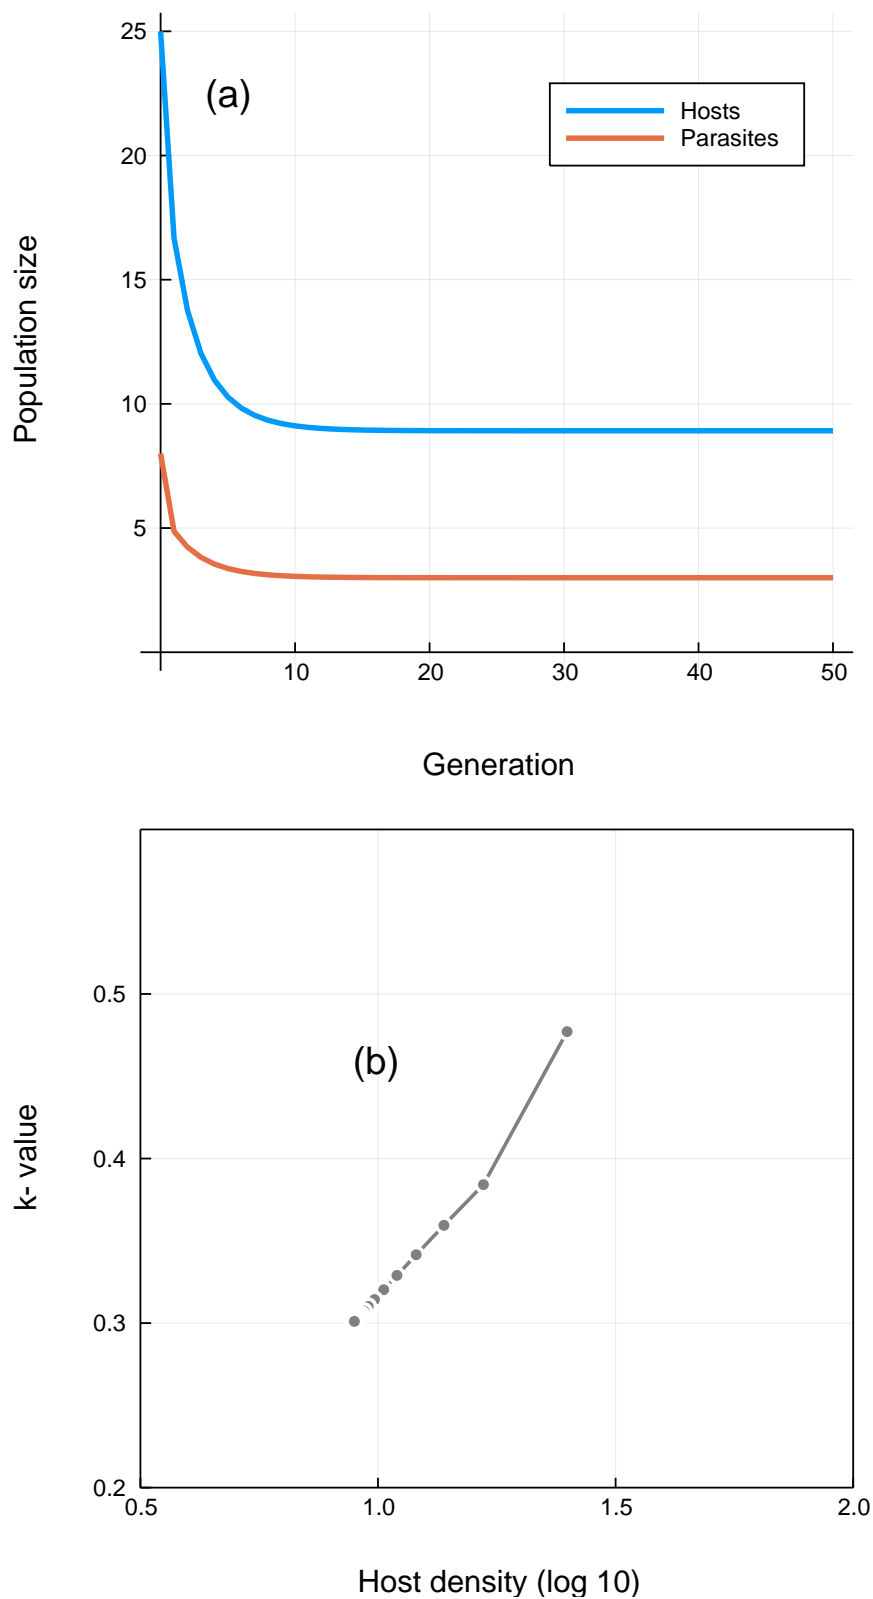 25
(a)
Hosts
Parasites
20
15
10
5
Population size
10 20 30 40 50
Generation
0.5
(b)
0.4
0.3
0.2
k- value
0.5 1.0 1.5 2.0
Host density (log 10)